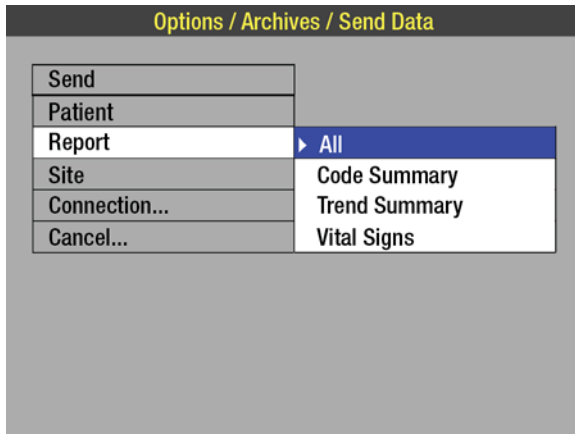 Options / Archives / Send Data
Send
Patient
Report
All
Site
Code Summary
Connection...
Trend Summary
Cancel...
Vital Signs